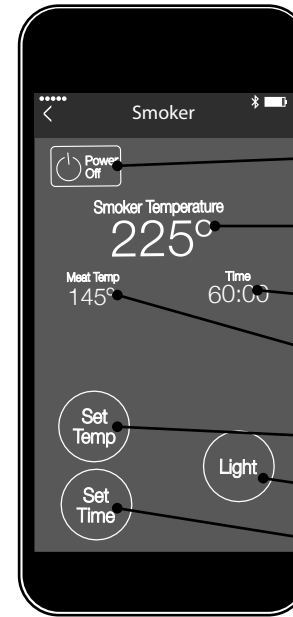 Smoker
Power
Off
Smoker Temperature
225°
Meat Temp
145°
Time
60:00
Set
Temp
Light
Set
Time